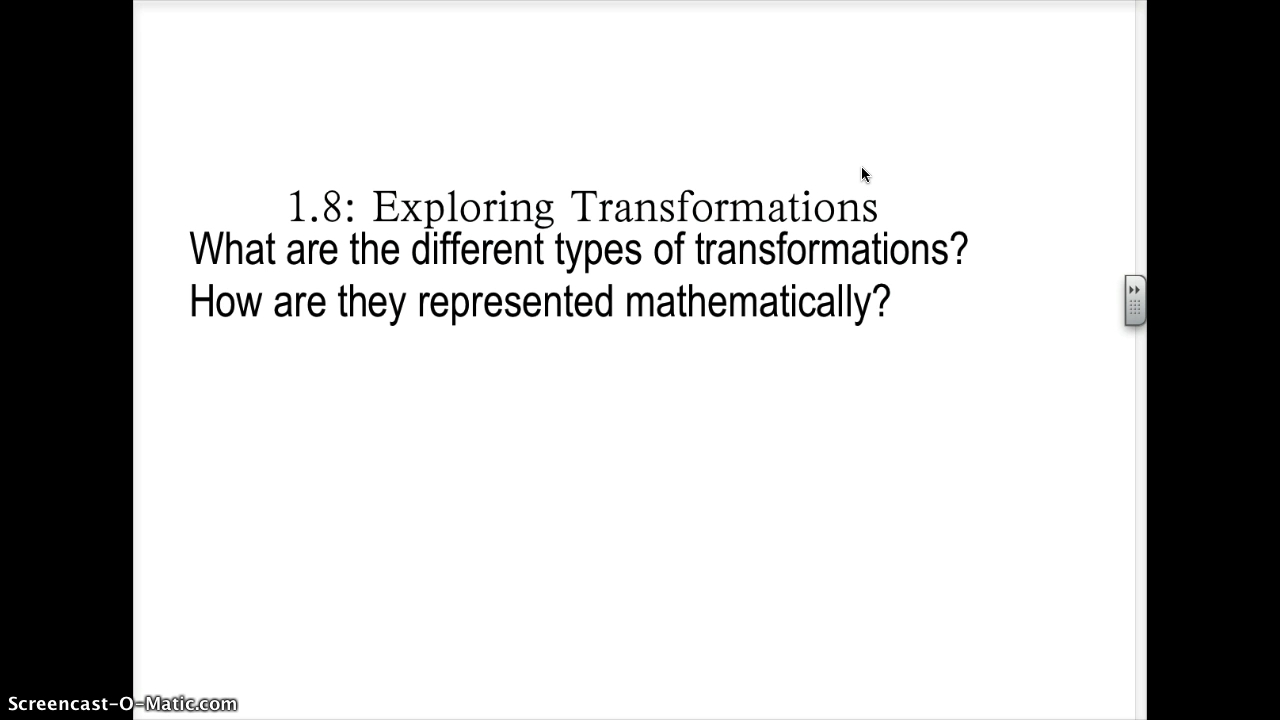 1.8: Exploring Transformations
What are the different types of transformations?
How are they represented mathematically?
Screencast-O-Matic.com